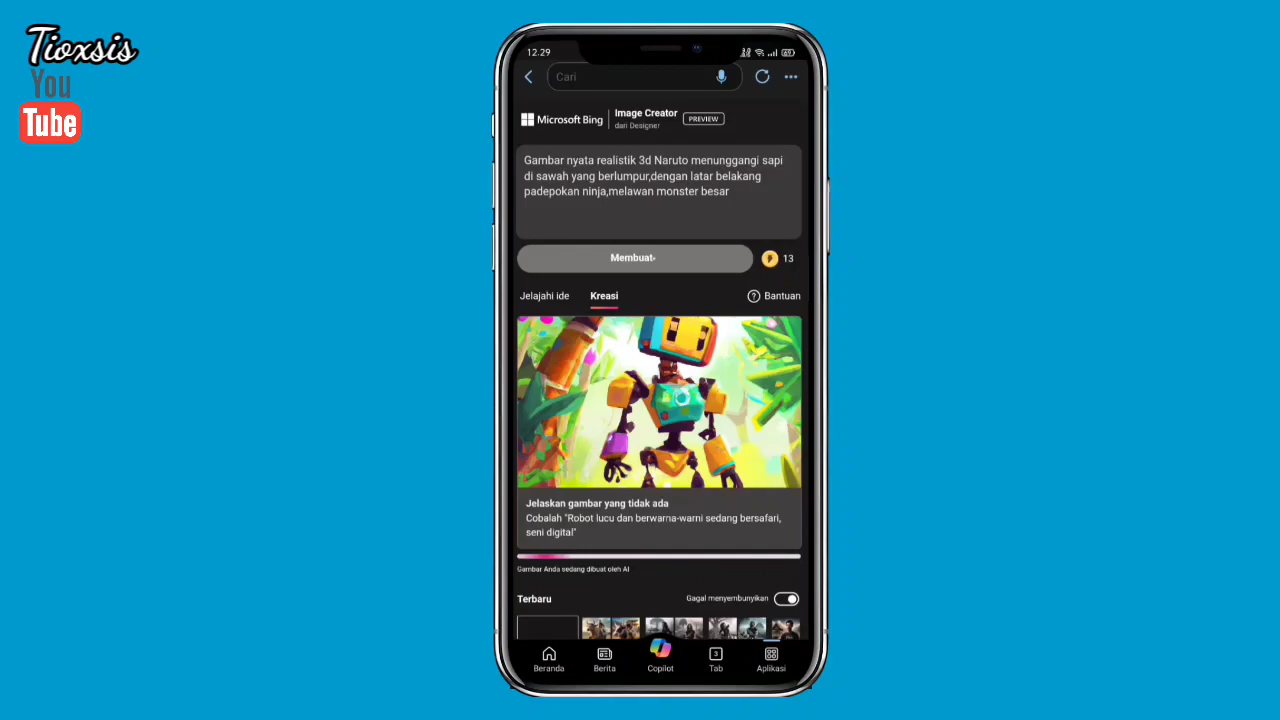 Tioxsis
You
Tube
12.29
69
Cari
Microsoft Bing
Image Creator
dari Designer
PREVIEW
Gambar nyata realistik 3d Naruto menunggangi sapi
di sawah yang berlumpur,dengan latar belakang
padepokan ninja,melawan monster besar
Membuat
13
Jelajahi ide
Kreasi
Bantuan
Jelaskan gambar yang tidak ada
Cobalah "Robot lucu dan berwarna-warni sedang bersafari,
seni digital"
Gambar Anda sedang dibuat oleh AI
Terbaru
Gagal menyembunyikan
3
Beranda
Berita
Copilot
Tab
Aplikasi